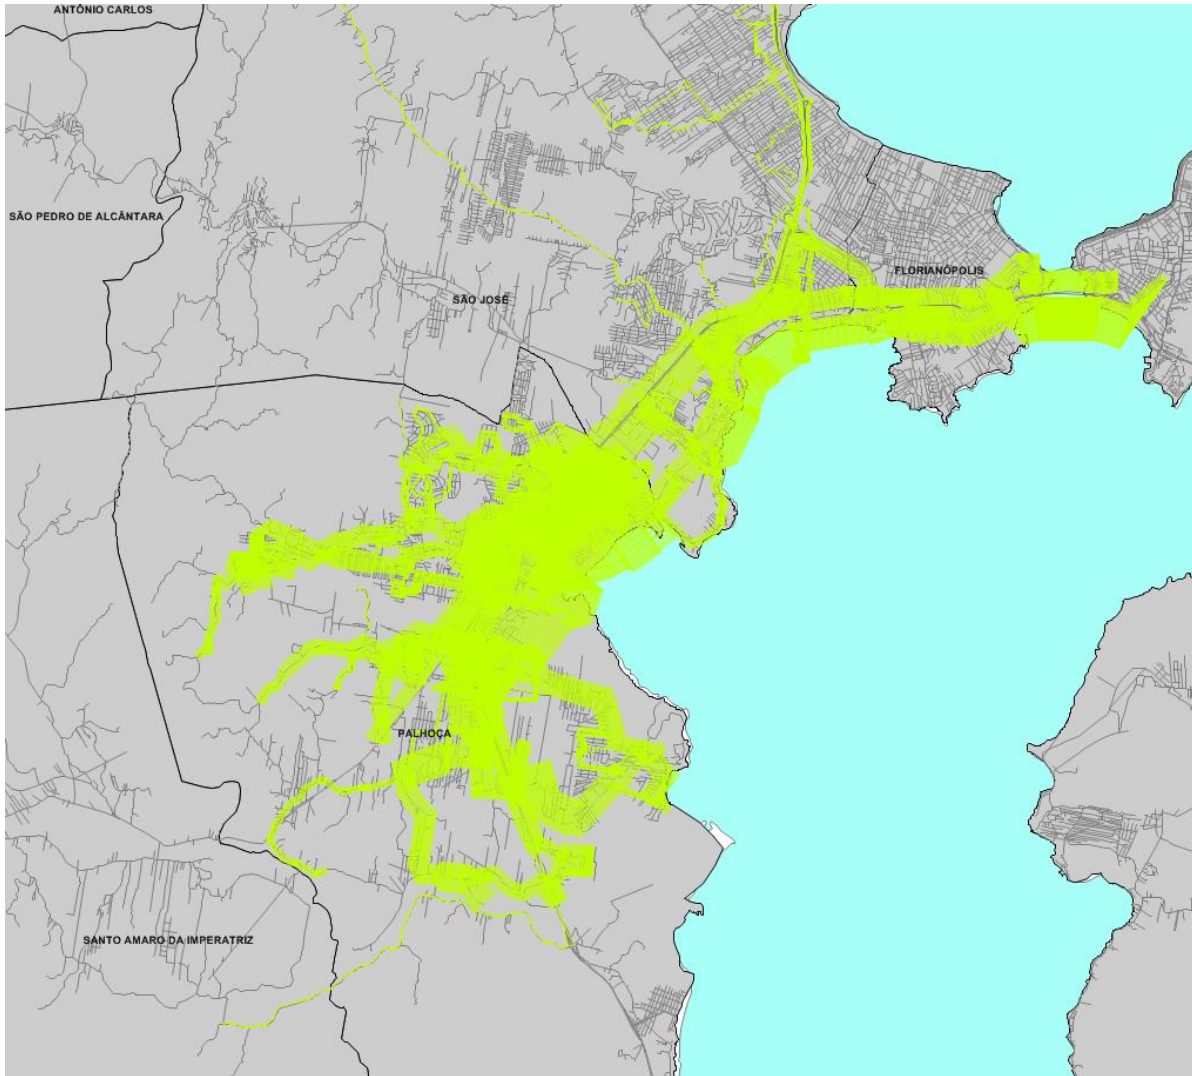 ANTÔNIO CARLOS
SÃO PEDRO DE ALCÂNTARA
FLORIANÓPOLIS
SÃO JOSÉ
PALHOÇA
SANTO AMARO DA IMPERATRIZ